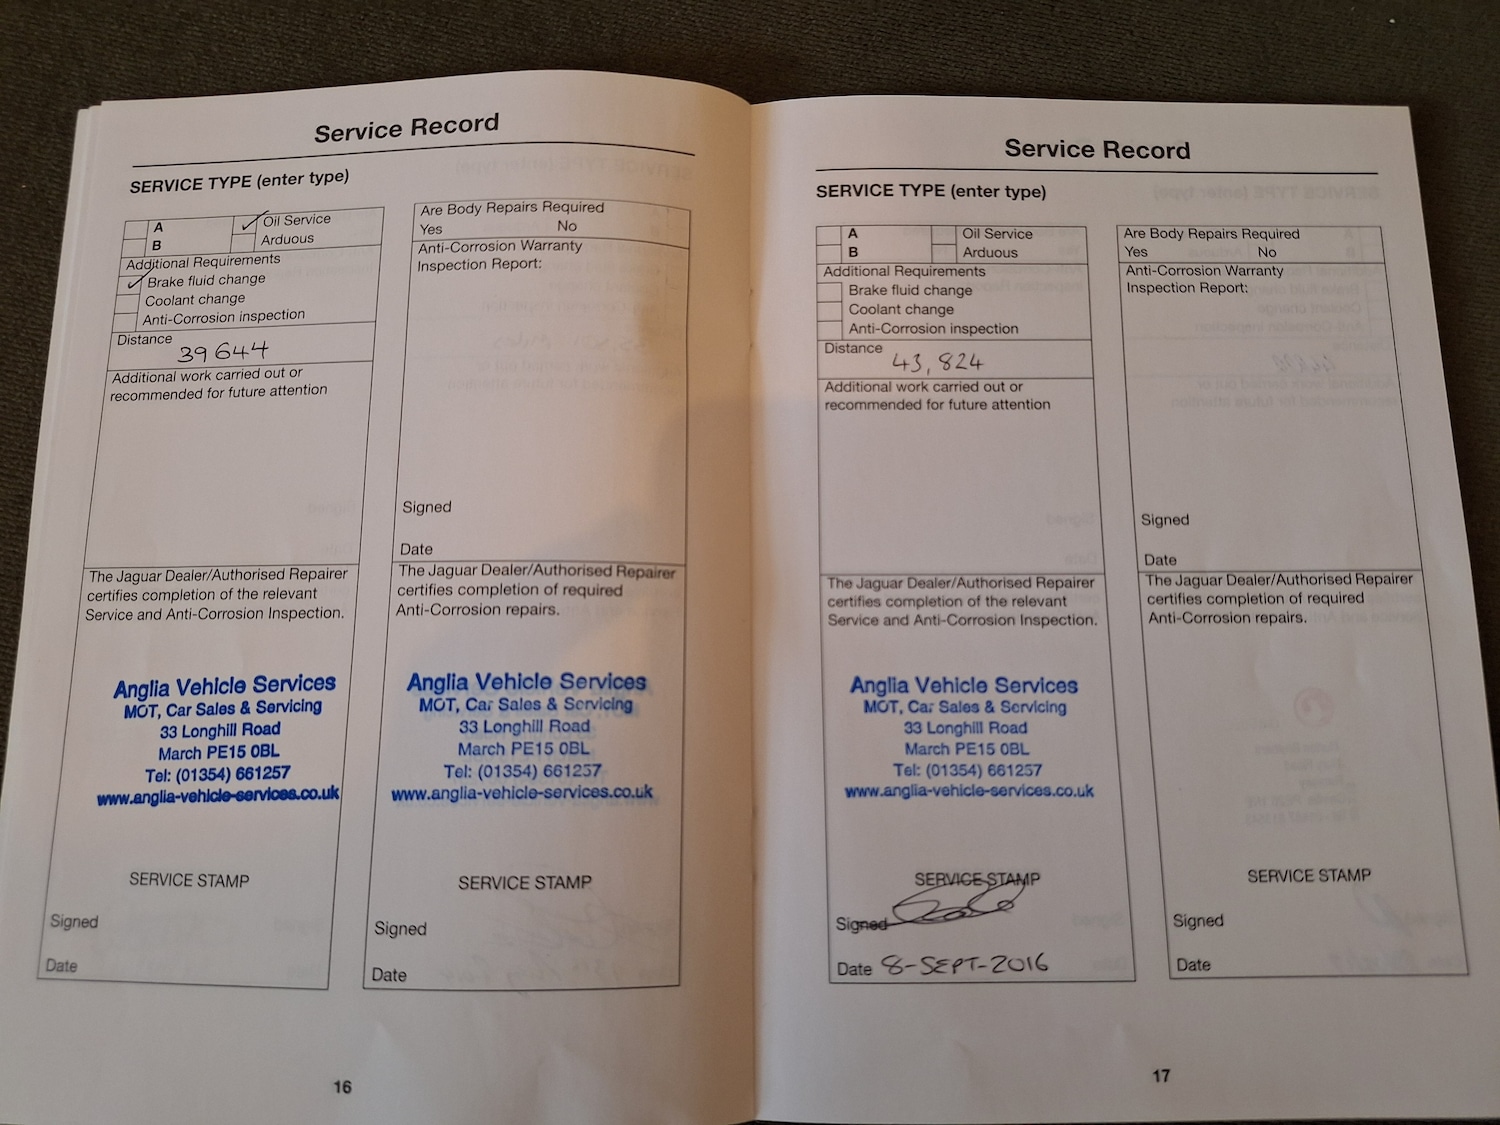 Service Record
SERVICE TYPE (enter type)
A
Oil Service
B
Arduous
Additional Requirements
Brake fluid change
Coolant change
Anti-Corrosion inspection
Distance
39644
Additional work carried out or
recommended for future attention
The Jaguar Dealer/Authorised Repairer
certifies completion of the relevant
Service and Anti-Corrosion Inspection.
Anglia Vehicle Services
MOT, Car Sales & Servicing
33 Longhill Road
March PE15 0BL
Tel: (01354) 661257
www.anglia-vehicle-services.co.uk
SERVICE STAMP
Signed
Date
Are Body Repairs Required
Yes No
Anti-Corrosion Warranty
Inspection Report:
Signed
Date
The Jaguar Dealer/Authorised Repairer
certifies completion of required
Anti-Corrosion repairs.
Anglia Vehicle Services
MOT, Car Sales & Servicing
33 Longhill Road
March PE15 0BL
Tel: (01354) 661257
www.anglia-vehicle-services.co.uk
SERVICE STAMP
Signed
Date
16
Service Record
SERVICE TYPE (enter type)
A
Oil Service
B
Arduous
Additional Requirements
Brake fluid change
Coolant change
Anti-Corrosion inspection
Distance
43,824
Additional work carried out or
recommended for future attention
The Jaguar Dealer/Authorised Repairer
certifies completion of the relevant
Service and Anti-Corrosion Inspection.
Anglia Vehicle Services
MOT, Car Sales & Servicing
33 Longhill Road
March PE15 0BL
Tel: (01354) 661257
www.anglia-vehicle-services.co.uk
SERVICE STAMP
Signed
Date 8-SEPT-2016
Are Body Repairs Required
Yes No
Anti-Corrosion Warranty
Inspection Report:
Signed
Date
The Jaguar Dealer/Authorised Repairer
certifies completion of required
Anti-Corrosion repairs.
SERVICE STAMP
Signed
Date
17